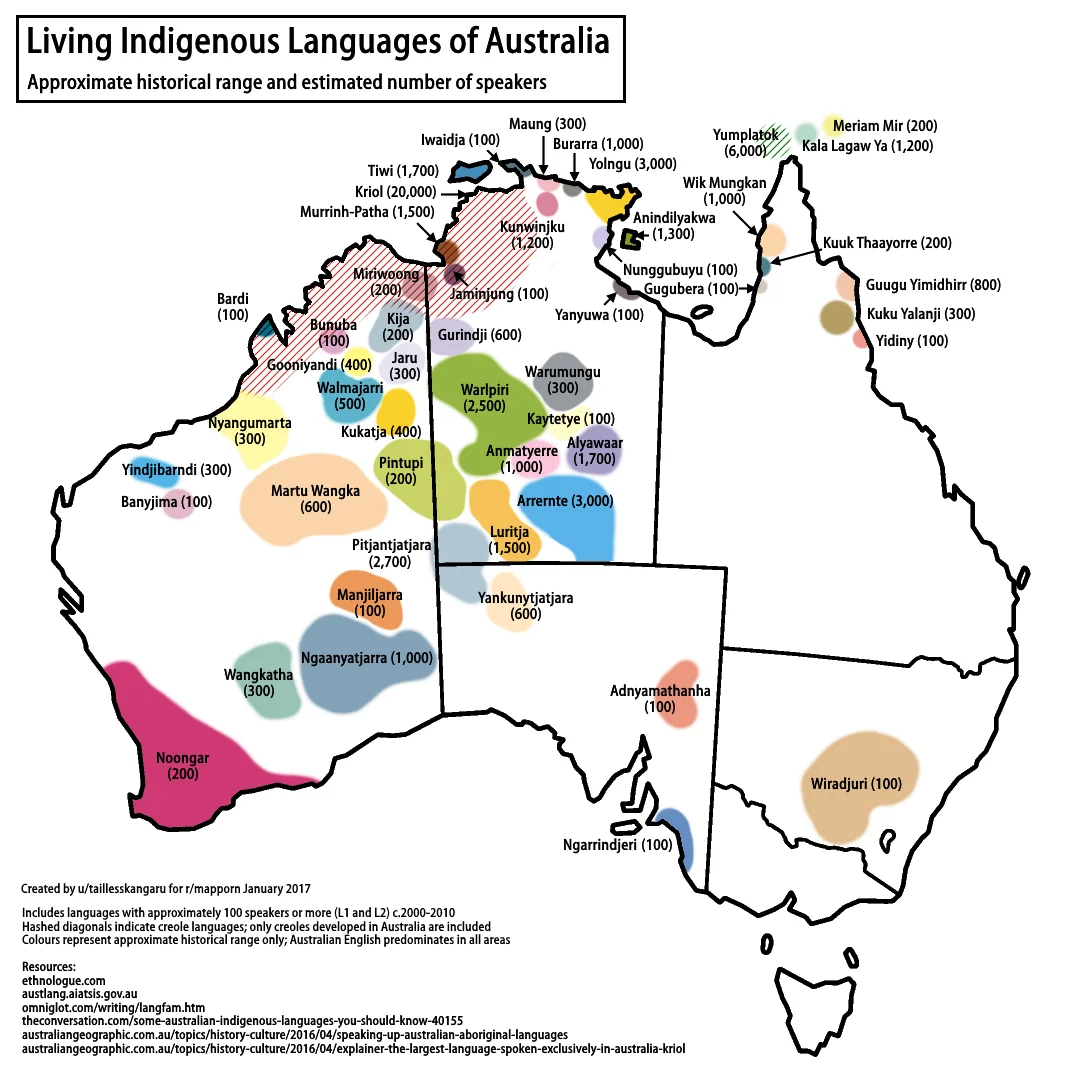 Living Indigenous Languages of Australia
Approximate historical range and estimated number of speakers
Maung (300)
Iwaidja (100)
Burarra (1,000)
Yolngu (3,000)
Tiwi (1,700)
Kriol (20,000)
Murrinh-Patha (1,500)
Kunwinjku
(1,200)
Anindilyakwa
(1,300)
Nunggubuyu (100)
Yanyuwa (100)
Jaminjung (100)
Miriwoong
(200)
Yumplatok
(6,000)
Meriam Mir (200)
Kala Lagaw Ya (1,200)
Wik Mungkan
(1,000)
Kuuk Thaayorre (200)
Gugubera (100)
Guugu Yimidhirr (800)
Kuku Yalanji (300)
Yidiny (100)
Bardi
(100)
Bunuba
(100)
Kija
(200)
Gurindji (600)
Gooniyandi (400)
Jaru
(300)
Walmajarri
(500)
Kukatja (400)
Warlpiri
(2,500)
Warumungu
(300)
Kaytetye (100)
Anmatyerre
(1,000)
Alyawaar
(1,700)
Nyangumarta
(300)
Yindjibarndi (300)
Banyjima (100)
Martu Wangka
(600)
Pintupi
(200)
Arrernte (3,000)
Luritja
(1,500)
Pitjantjatjara
(2,700)
Yankunytjatjara
(600)
Manjiljarra
(100)
Ngaanyatjarra (1,000)
Wangkatha
(300)
Noongar
(200)
Adnyamathanha
(100)
Wiradjuri (100)
Ngarrindjeri (100)
Created by u/taillesskangaru for r/mapporn January 2017
Includes languages with approximately 100 speakers or more (L1 and L2) c.2000-2010
Hashed diagonals indicate creole languages; only creoles developed in Australia are included
Colours represent approximate historical range only; Australian English predominates in all areas
Resources:
ethnologue.com
austlang.aiatsis.gov.au
omniglot.com/writing/langfam.htm
theconversation.com/some-australian-indigenous-languages-you-should-know-40155
australiangeographic.com.au/topics/history-culture/2016/04/speaking-up-australian-aboriginal-languages
australiangeographic.com.au/topics/history-culture/2016/04/explainer-the-largest-language-spoken-exclusively-in-australia-kriol